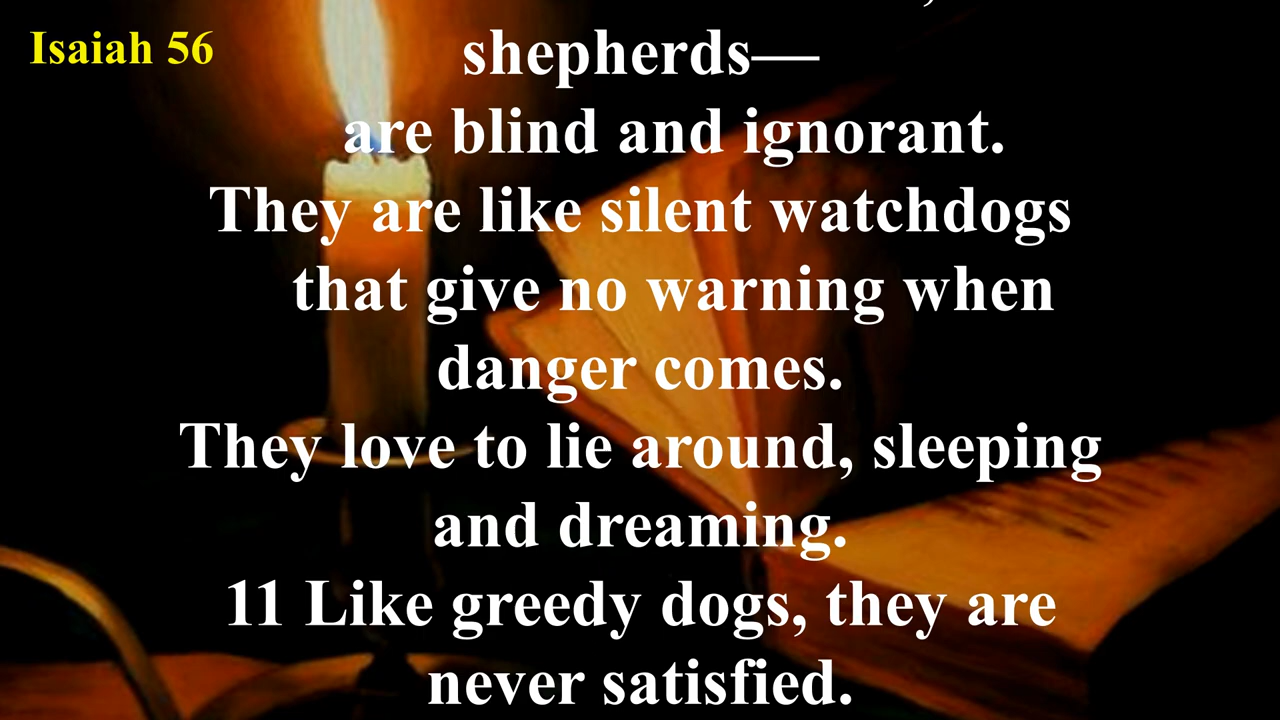 Isaiah 56
shepherds—
are blind and ignorant.
They are like silent watchdogs
that give no warning when
danger comes.
They love to lie around, sleeping
and dreaming.
11 Like greedy dogs, they are
never satisfied.